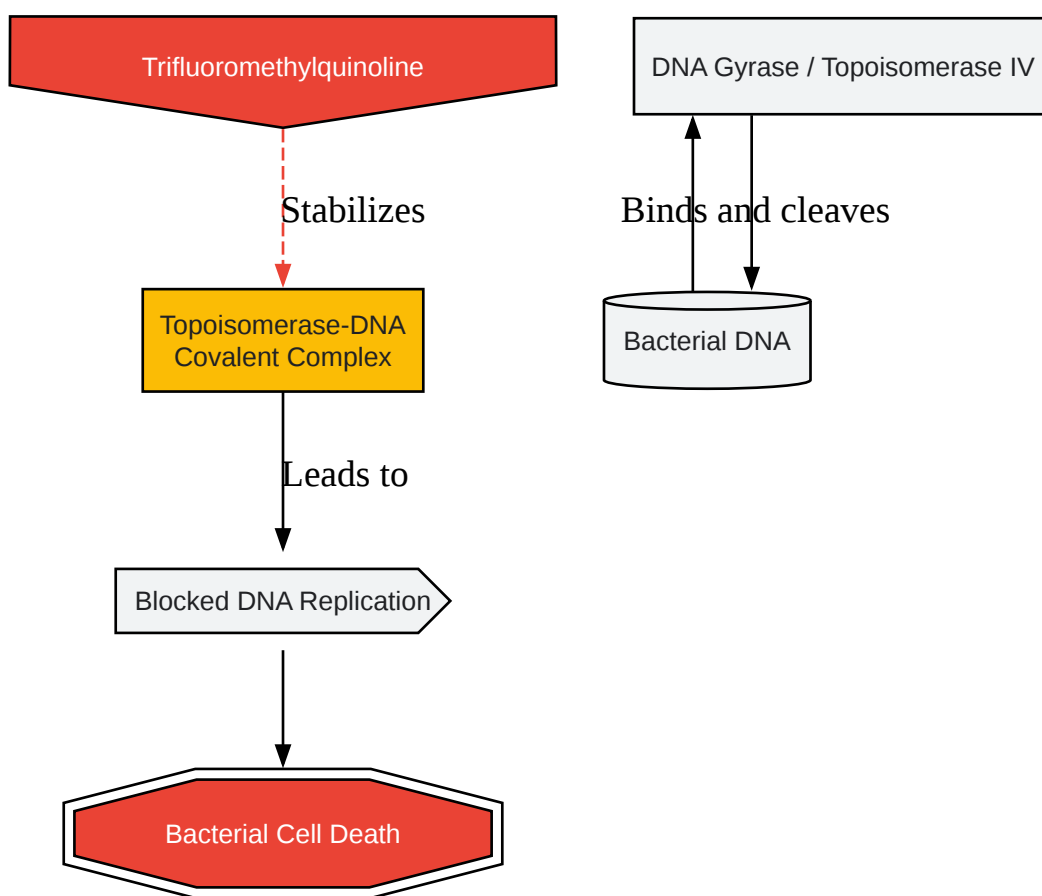 Trifluoromethylquinoline
DNA Gyrase / Topoisomerase IV
Stabilizes
Binds and cleaves
Topoisomerase-DNA
Covalent Complex
Bacterial DNA
Leads to
Blocked DNA Replication
Bacterial Cell Death